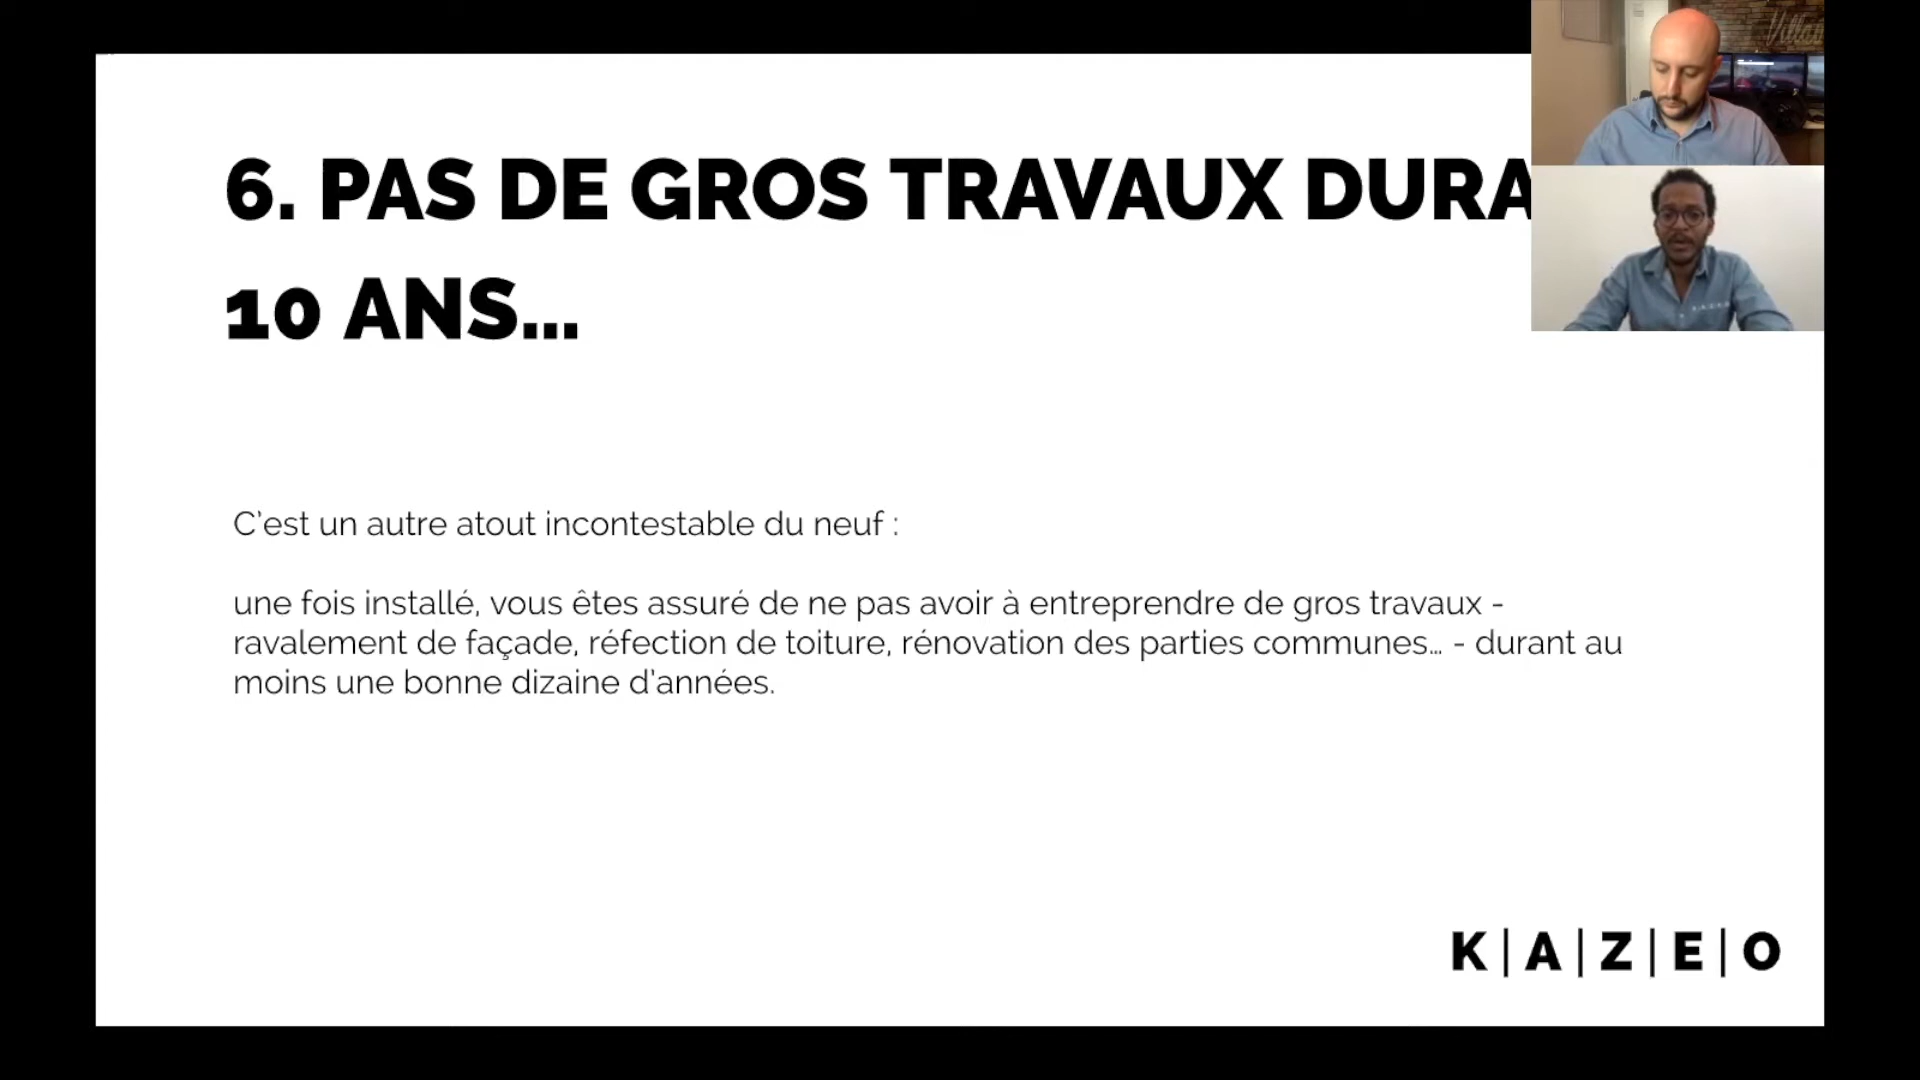 6. PAS DE GROS TRAVAUX DURA
10 ANS...
C'est un autre atout incontestable du neuf :
une fois installé, vous êtes assuré de ne pas avoir à entreprendre de gros travaux -
ravalement de façade, réfection de toiture, rénovation des parties communes... - durant au
moins une bonne dizaine d'années.
K|A|Z|E|O